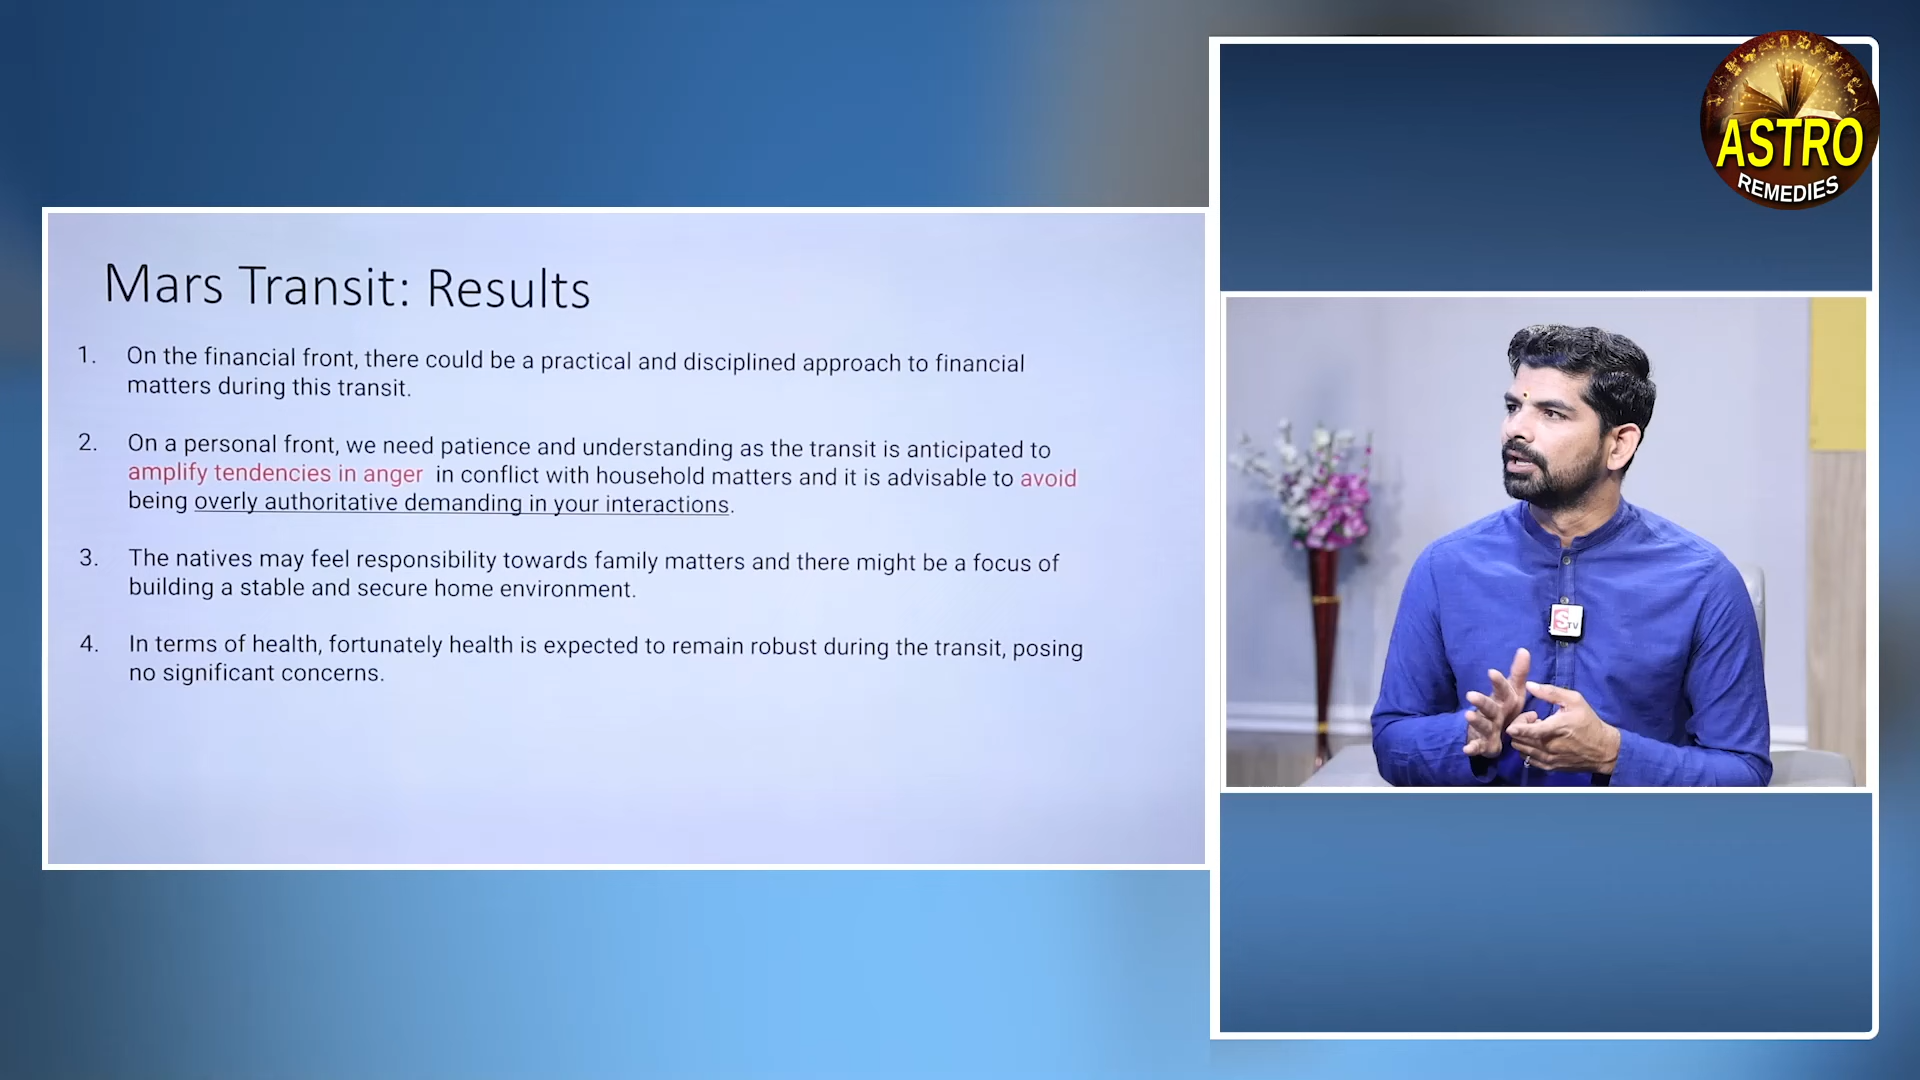 ASTRO
REMEDIES
Mars Transit: Results
1. On the financial front, there could be a practical and disciplined approach to financial
matters during this transit.
2. On a personal front, we need patience and understanding as the transit is anticipated to
amplify tendencies in anger in conflict with household matters and it is advisable to avoid
being overly authoritative demanding in your interactions.
3. The natives may feel responsibility towards family matters and there might be a focus of
building a stable and secure home environment.
4. In terms of health, fortunately health is expected to remain robust during the transit, posing
no significant concerns.
STV